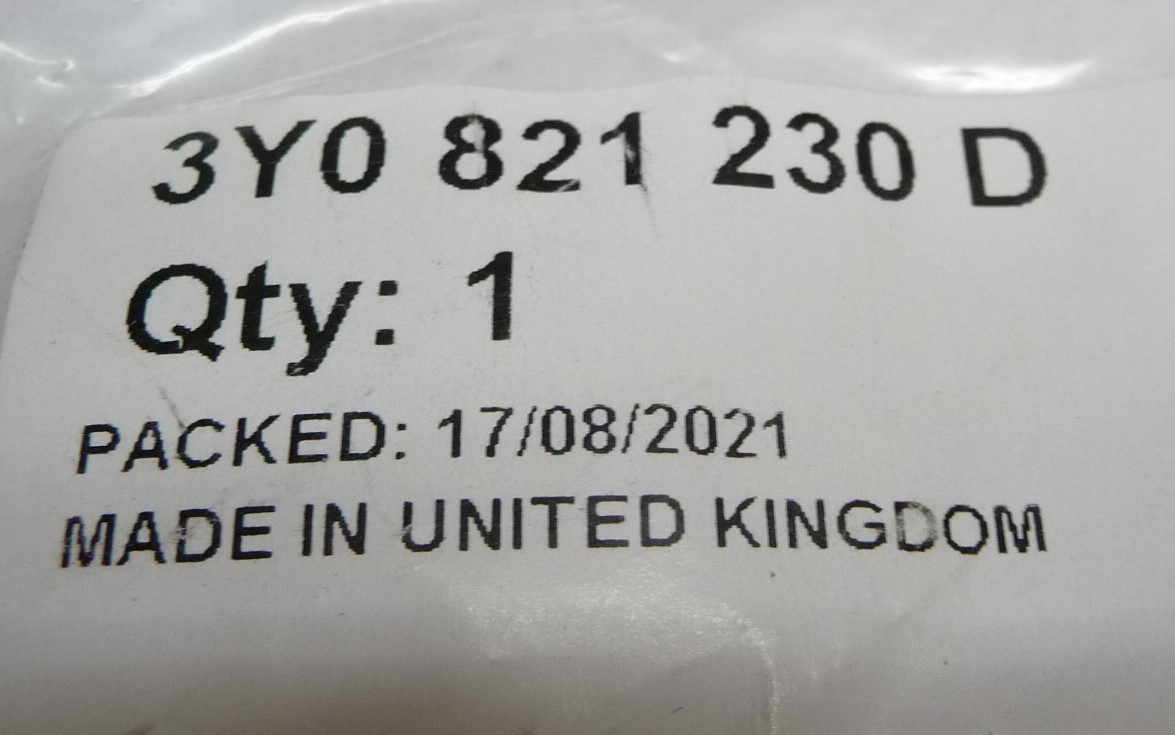 3Y0 821 230 D
Qty: 1
PACKED: 17/08/2021
MADE IN UNITED KINGDOM